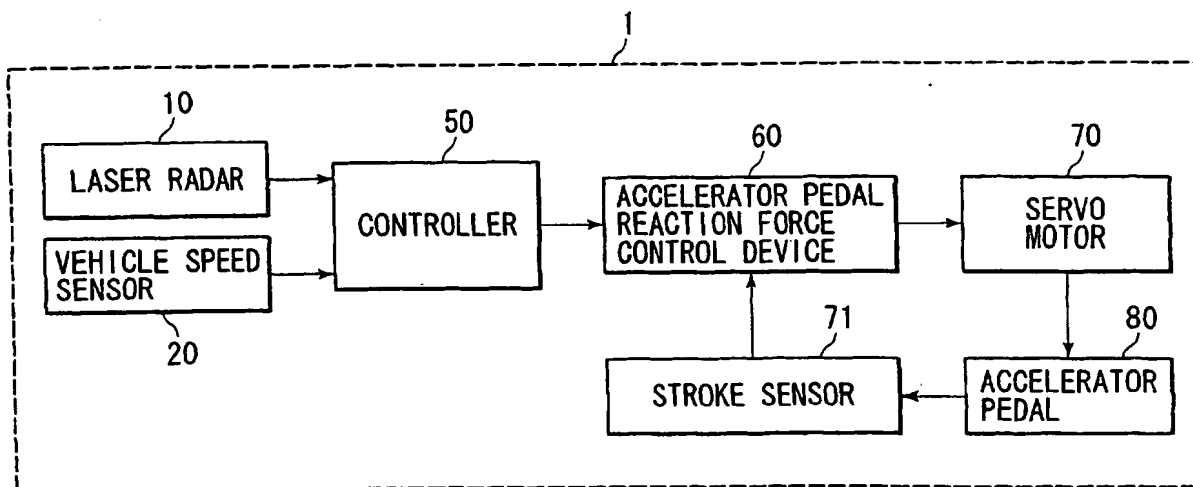 1
10
LASER RADAR
VEHICLE SPEED
SENSOR
20
50
CONTROLLER
60
ACCELERATOR PEDAL
REACTION FORCE
CONTROL DEVICE
70
SERVO
MOTOR
71
STROKE SENSOR
80
ACCELERATOR
PEDAL